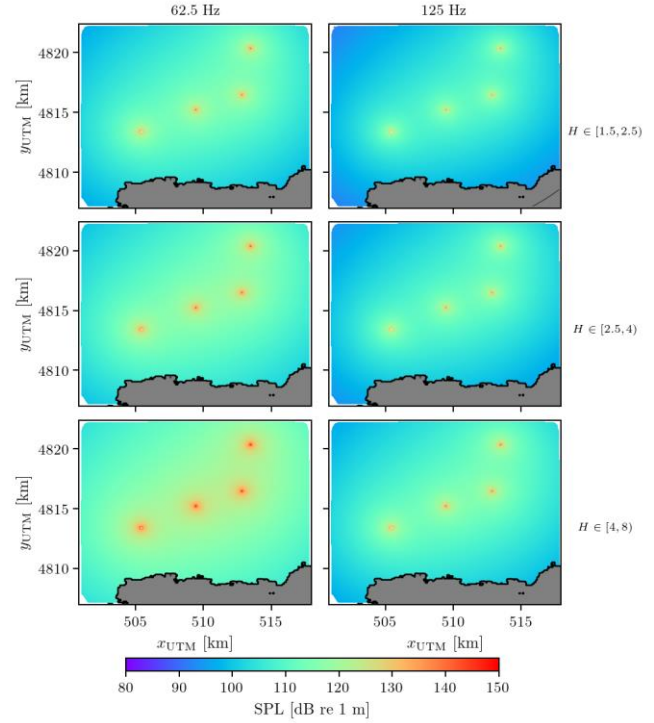 62.5 Hz 125 Hz
4820
4815
4810
y_UTM [km]
H ∈ [1.5, 2.5)
4820
4815
4810
y_UTM [km]
H ∈ [2.5, 4)
4820
4815
4810
y_UTM [km]
H ∈ [4, 8)
505 510 515 505 510 515
x_UTM [km] x_UTM [km]
80 90 100 110 120 130 140 150
SPL [dB re 1 m]